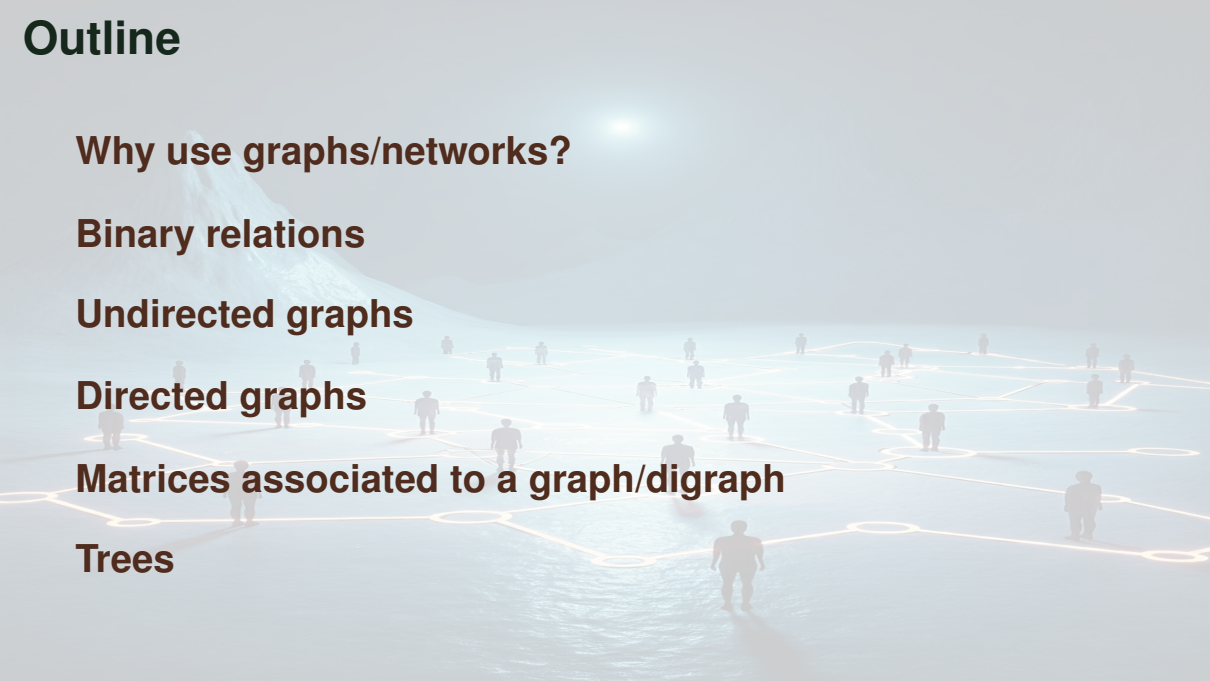 Outline
Why use graphs/networks?
Binary relations
Undirected graphs
Directed graphs
Matrices associated to a graph/digraph
Trees